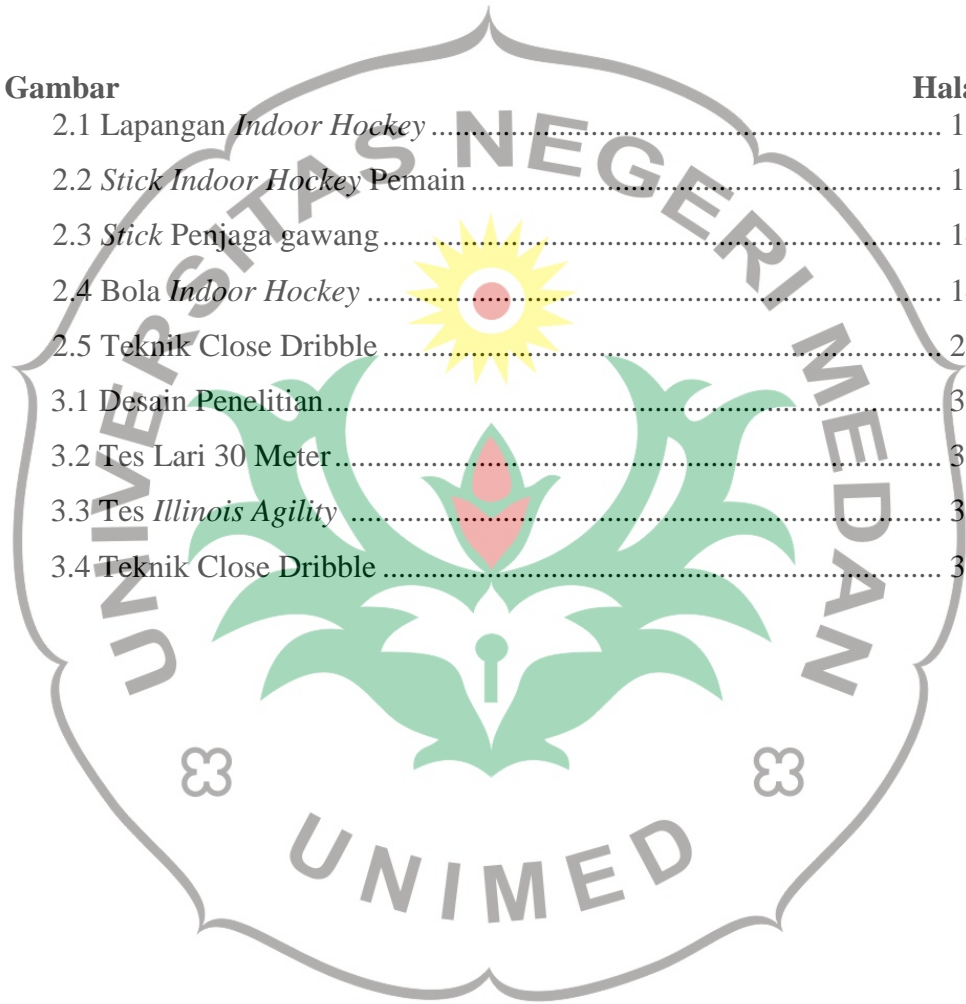 Gambar Hala
2.1 Lapangan Indoor Hockey ................................................................ 1
2.2 Stick Indoor Hockey Pemain ........................................................... 1
2.3 Stick Penjaga gawang ...................................................................... 1
2.4 Bola Indoor Hockey ........................................................................ 1
2.5 Teknik Close Dribble ...................................................................... 2
3.1 Desain Penelitian ............................................................................. 3
3.2 Tes Lari 30 Meter ............................................................................ 3
3.3 Tes Illinois Agility .......................................................................... 3
3.4 Teknik Close Dribble ...................................................................... 3
UNIVERSITAS NEGERI MEDAN
UNIMED